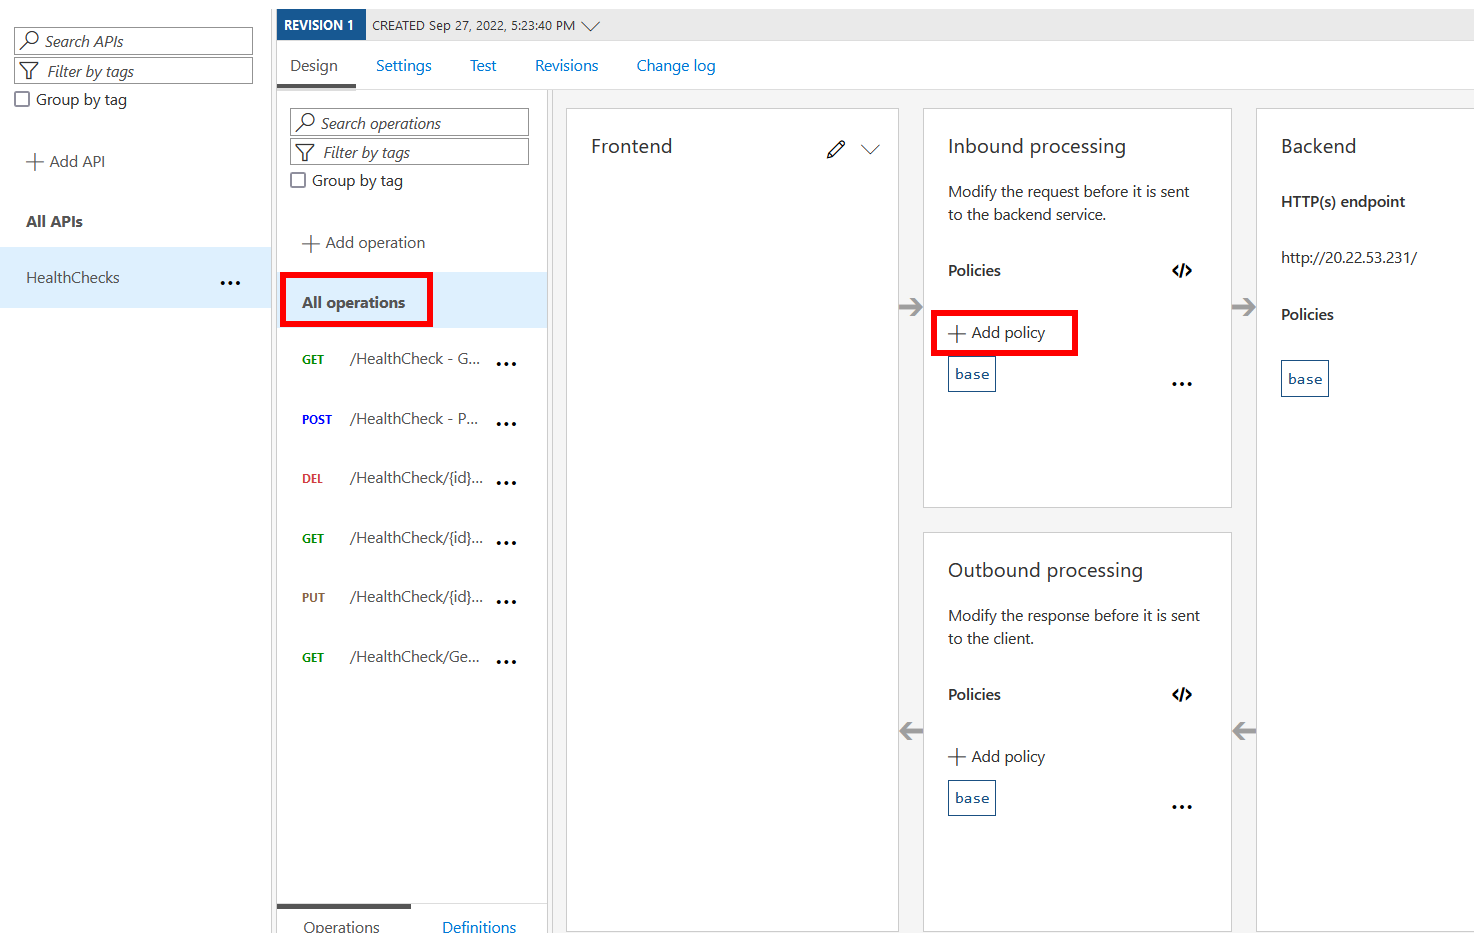 Search APIs
Filter by tags
Group by tag
Add API
All APIs
HealthChecks
REVISION 1 CREATED Sep 27, 2022, 5:23:40 PM
Design Settings Test Revisions Change log
Search operations
Filter by tags
Group by tag
Add operation
All operations
GET /HealthCheck - G...
POST /HealthCheck - P...
DEL /HealthCheck/{id}...
GET /HealthCheck/{id}...
PUT /HealthCheck/{id}...
GET /HealthCheck/Ge...
Operations Definitions
Frontend
Inbound processing
Modify the request before it is sent
to the backend service.
Policies </>
Add policy
base
Outbound processing
Modify the response before it is sent
to the client.
Policies </>
Add policy
base
Backend
HTTP(s) endpoint
http://20.22.53.231/
Policies
base